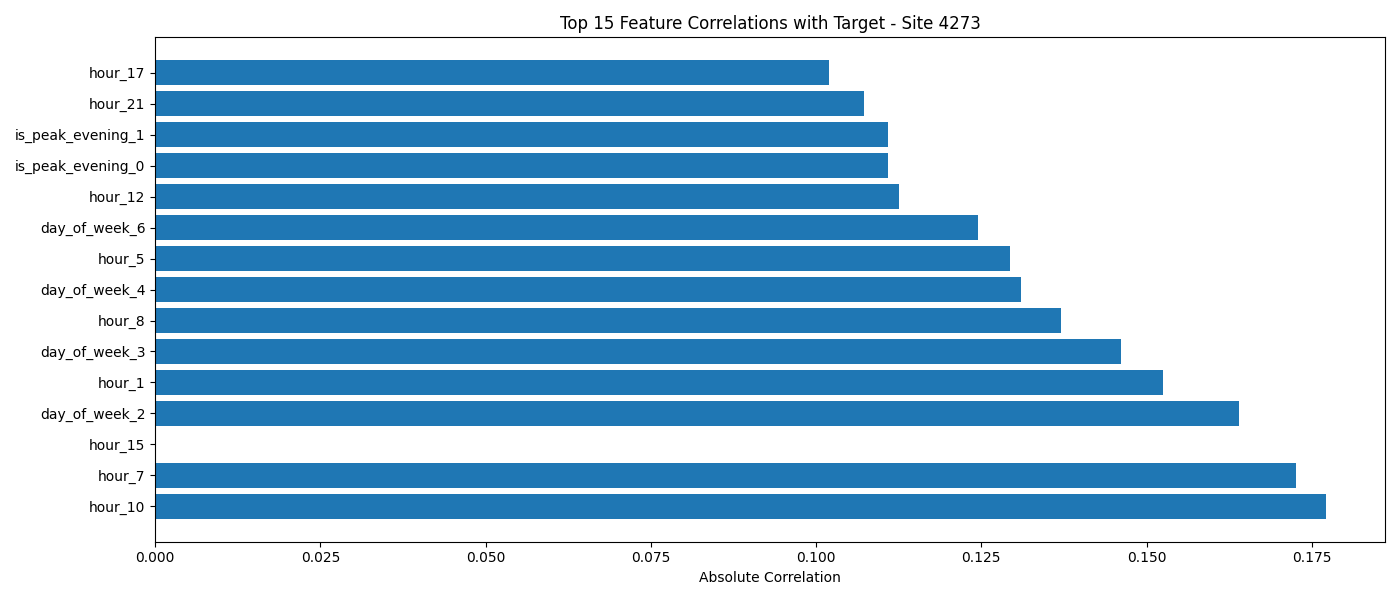 Top 15 Feature Correlations with Target - Site 4273
hour_17
hour_21
is_peak_evening_1
is_peak_evening_0
hour_12
day_of_week_6
hour_5
day_of_week_4
hour_8
day_of_week_3
hour_1
day_of_week_2
hour_15
hour_7
hour_10
0.000 0.025 0.050 0.075 0.100 0.125 0.150 0.175
Absolute Correlation